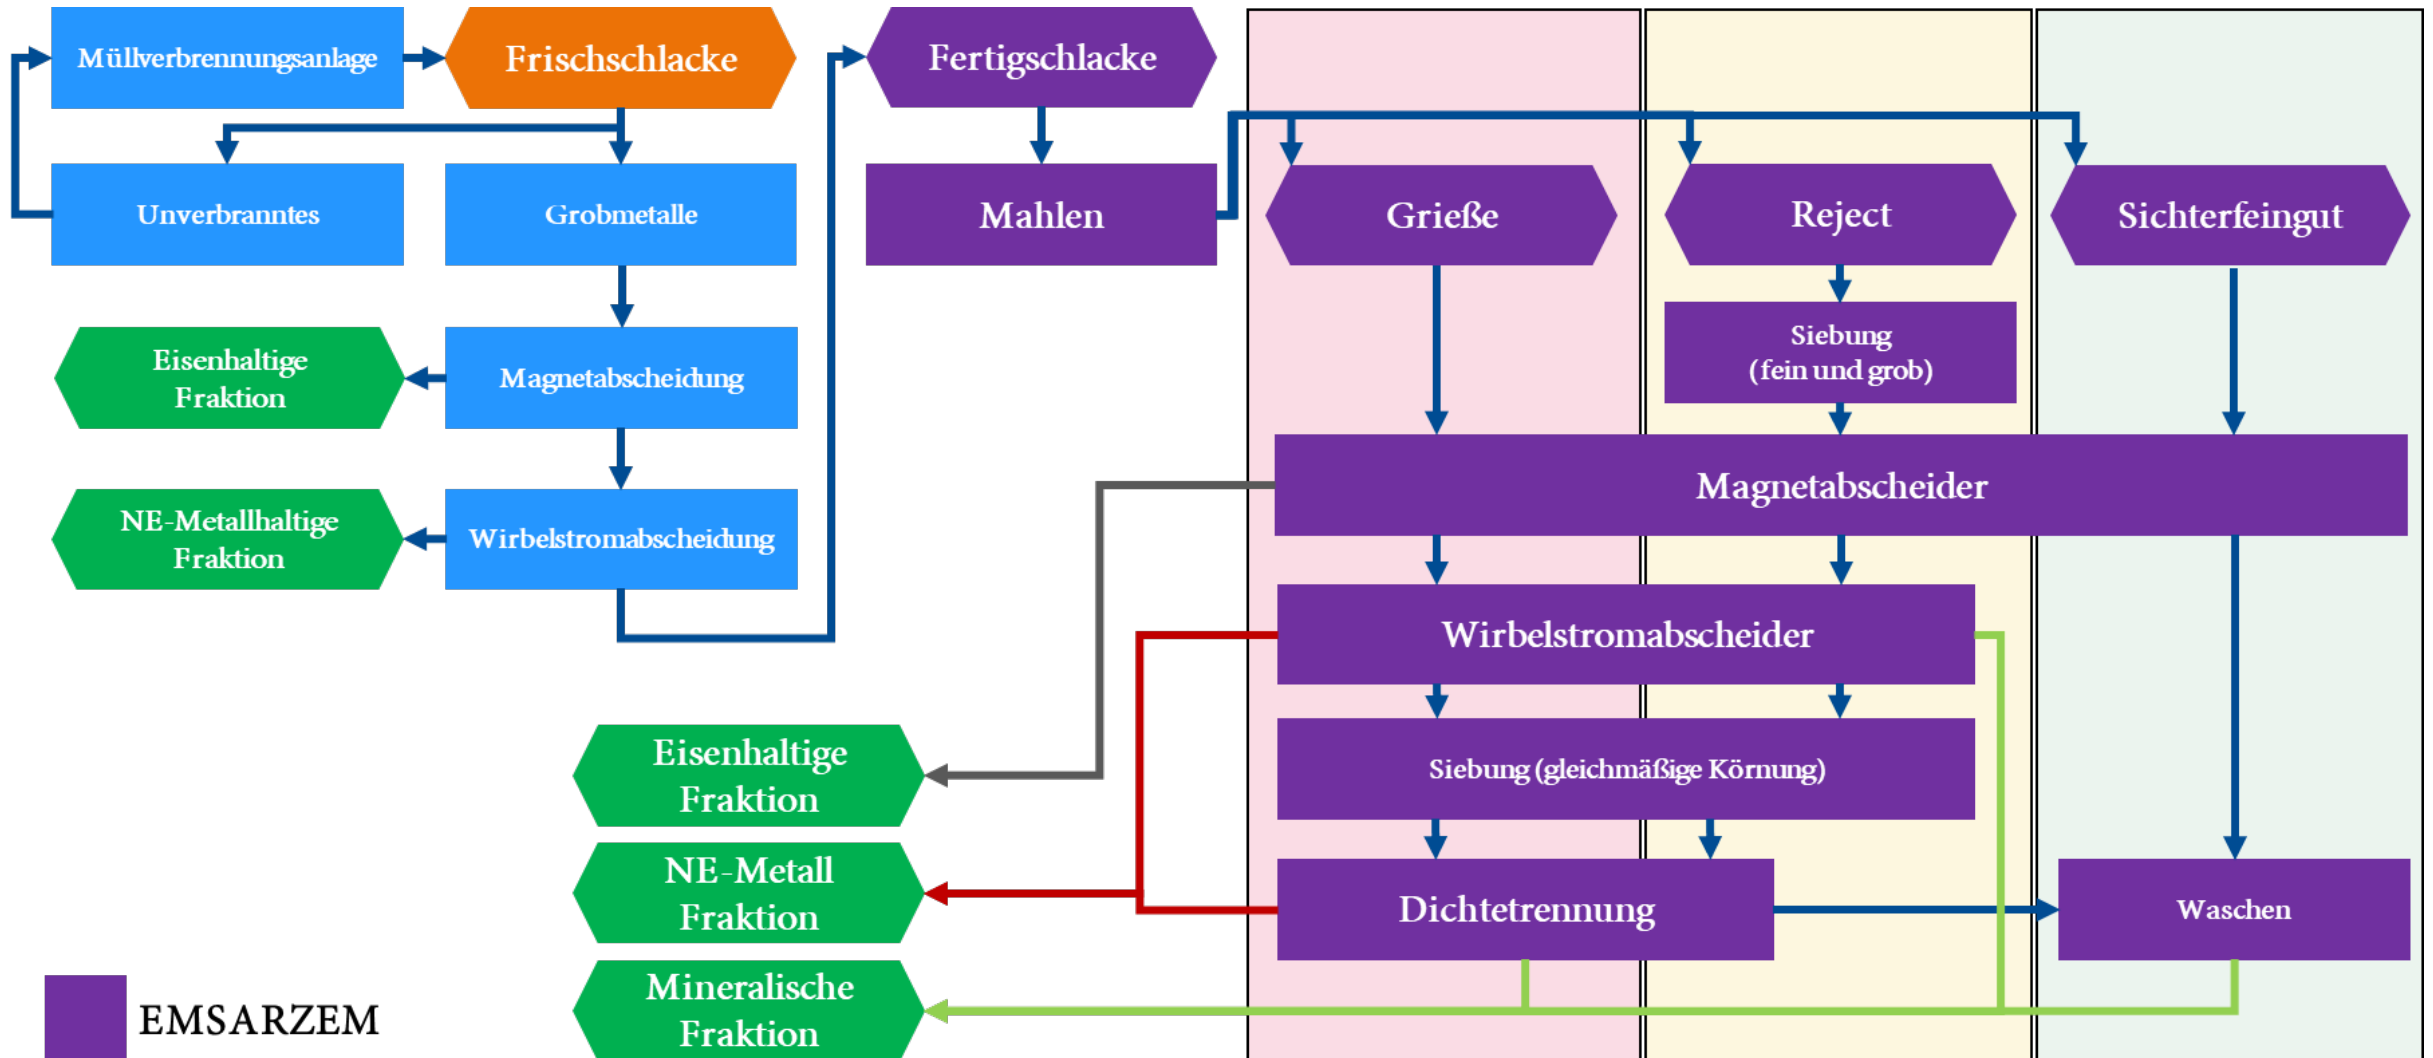 Müllverbrennungsanlage
Frischschlacke
Fertigschlacke
Unverbranntes
Grobmetalle
Mahlen
Grieße
Reject
Sichterfeingut
Siebung
(fein und grob)
Eisenhaltige
Fraktion
Magnetabscheidung
Magnetabscheider
NE-Metallhaltige
Fraktion
Wirbelstromabscheidung
Wirbelstromabscheider
Eisenhaltige
Fraktion
Siebung (gleichmäßige Körnung)
NE-Metall
Fraktion
Dichtetrennung
Waschen
Mineralische
Fraktion
EMSARZEM